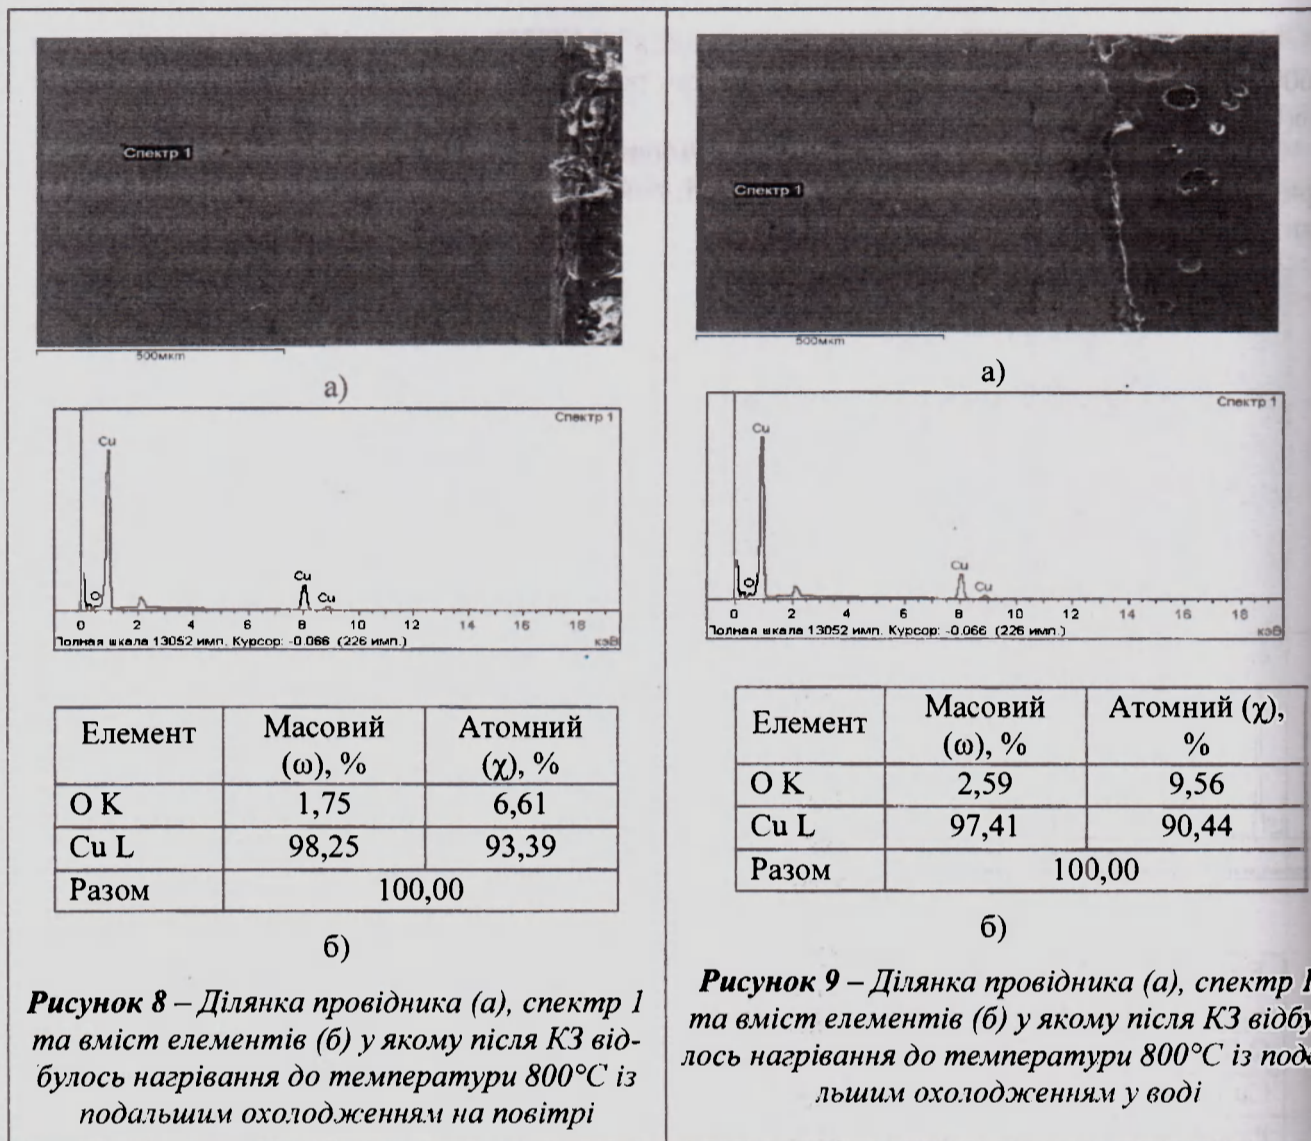 Спектр 1
500мкm
а)
Спектр 1
Cu
O
Cu
Cu
0 2 4 6 8 10 12 14 16 18
Полная шкала 13052 имп. Курсор: -0.066 (226 имп.) кэВ
Елемент Масовий (ω), % Атомний (χ), %
O K 1,75 6,61
Cu L 98,25 93,39
Разом 100,00
б)
Рисунок 8 – Ділянка провідника (а), спектр 1
та вміст елементів (б) у якому після КЗ від-
булось нагрівання до температури 800°С із
подальшим охолодженням на повітрі
Спектр 1
500мкm
а)
Спектр 1
Cu
O
Cu
Cu
0 2 4 6 8 10 12 14 16 18
Полная шкала 13052 имп. Курсор: -0.066 (226 имп.) кэВ
Елемент Масовий (ω), % Атомний (χ), %
O K 2,59 9,56
Cu L 97,41 90,44
Разом 100,00
б)
Рисунок 9 – Ділянка провідника (а), спектр 1
та вміст елементів (б) у якому після КЗ відбу
лось нагрівання до температури 800°С із пода
льшим охолодженням у воді